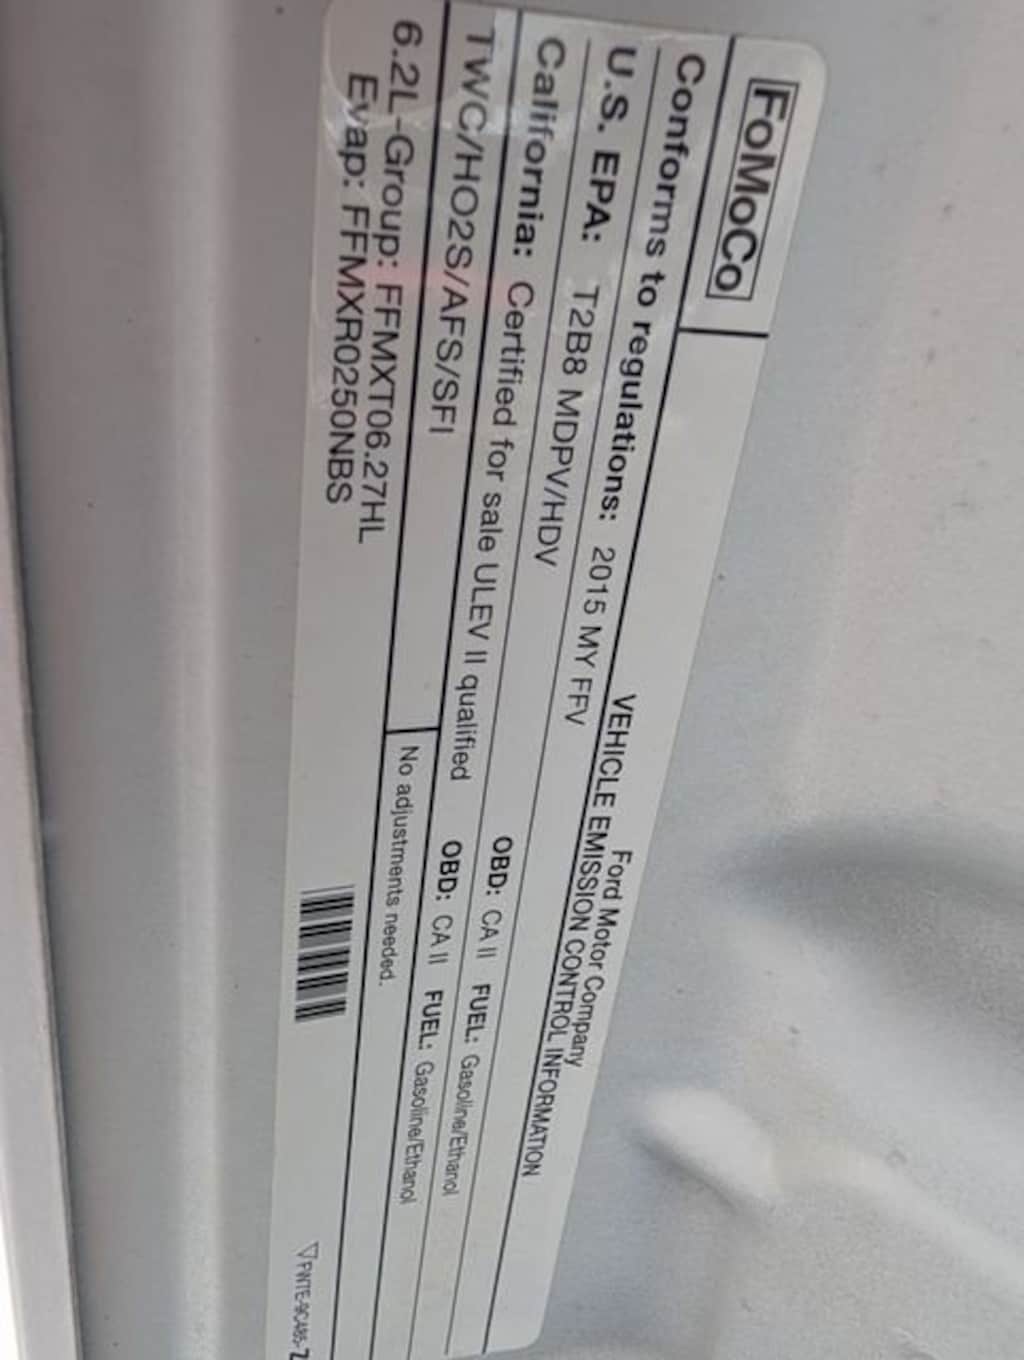 FoMoCo
Ford Motor Company
VEHICLE EMISSION CONTROL INFORMATION
Conforms to regulations: 2015 MY FFV
U.S. EPA: T2B8 MDPV/HDV OBD: CA II FUEL: Gasoline/Ethanol
California: Certified for sale ULEV II qualified OBD: CA II FUEL: Gasoline/Ethanol
TWC/HO2S/AFS/SFI
No adjustments needed.
6.2L-Group: FFMXT06.27HL
Evap: FFMXR0250NBS